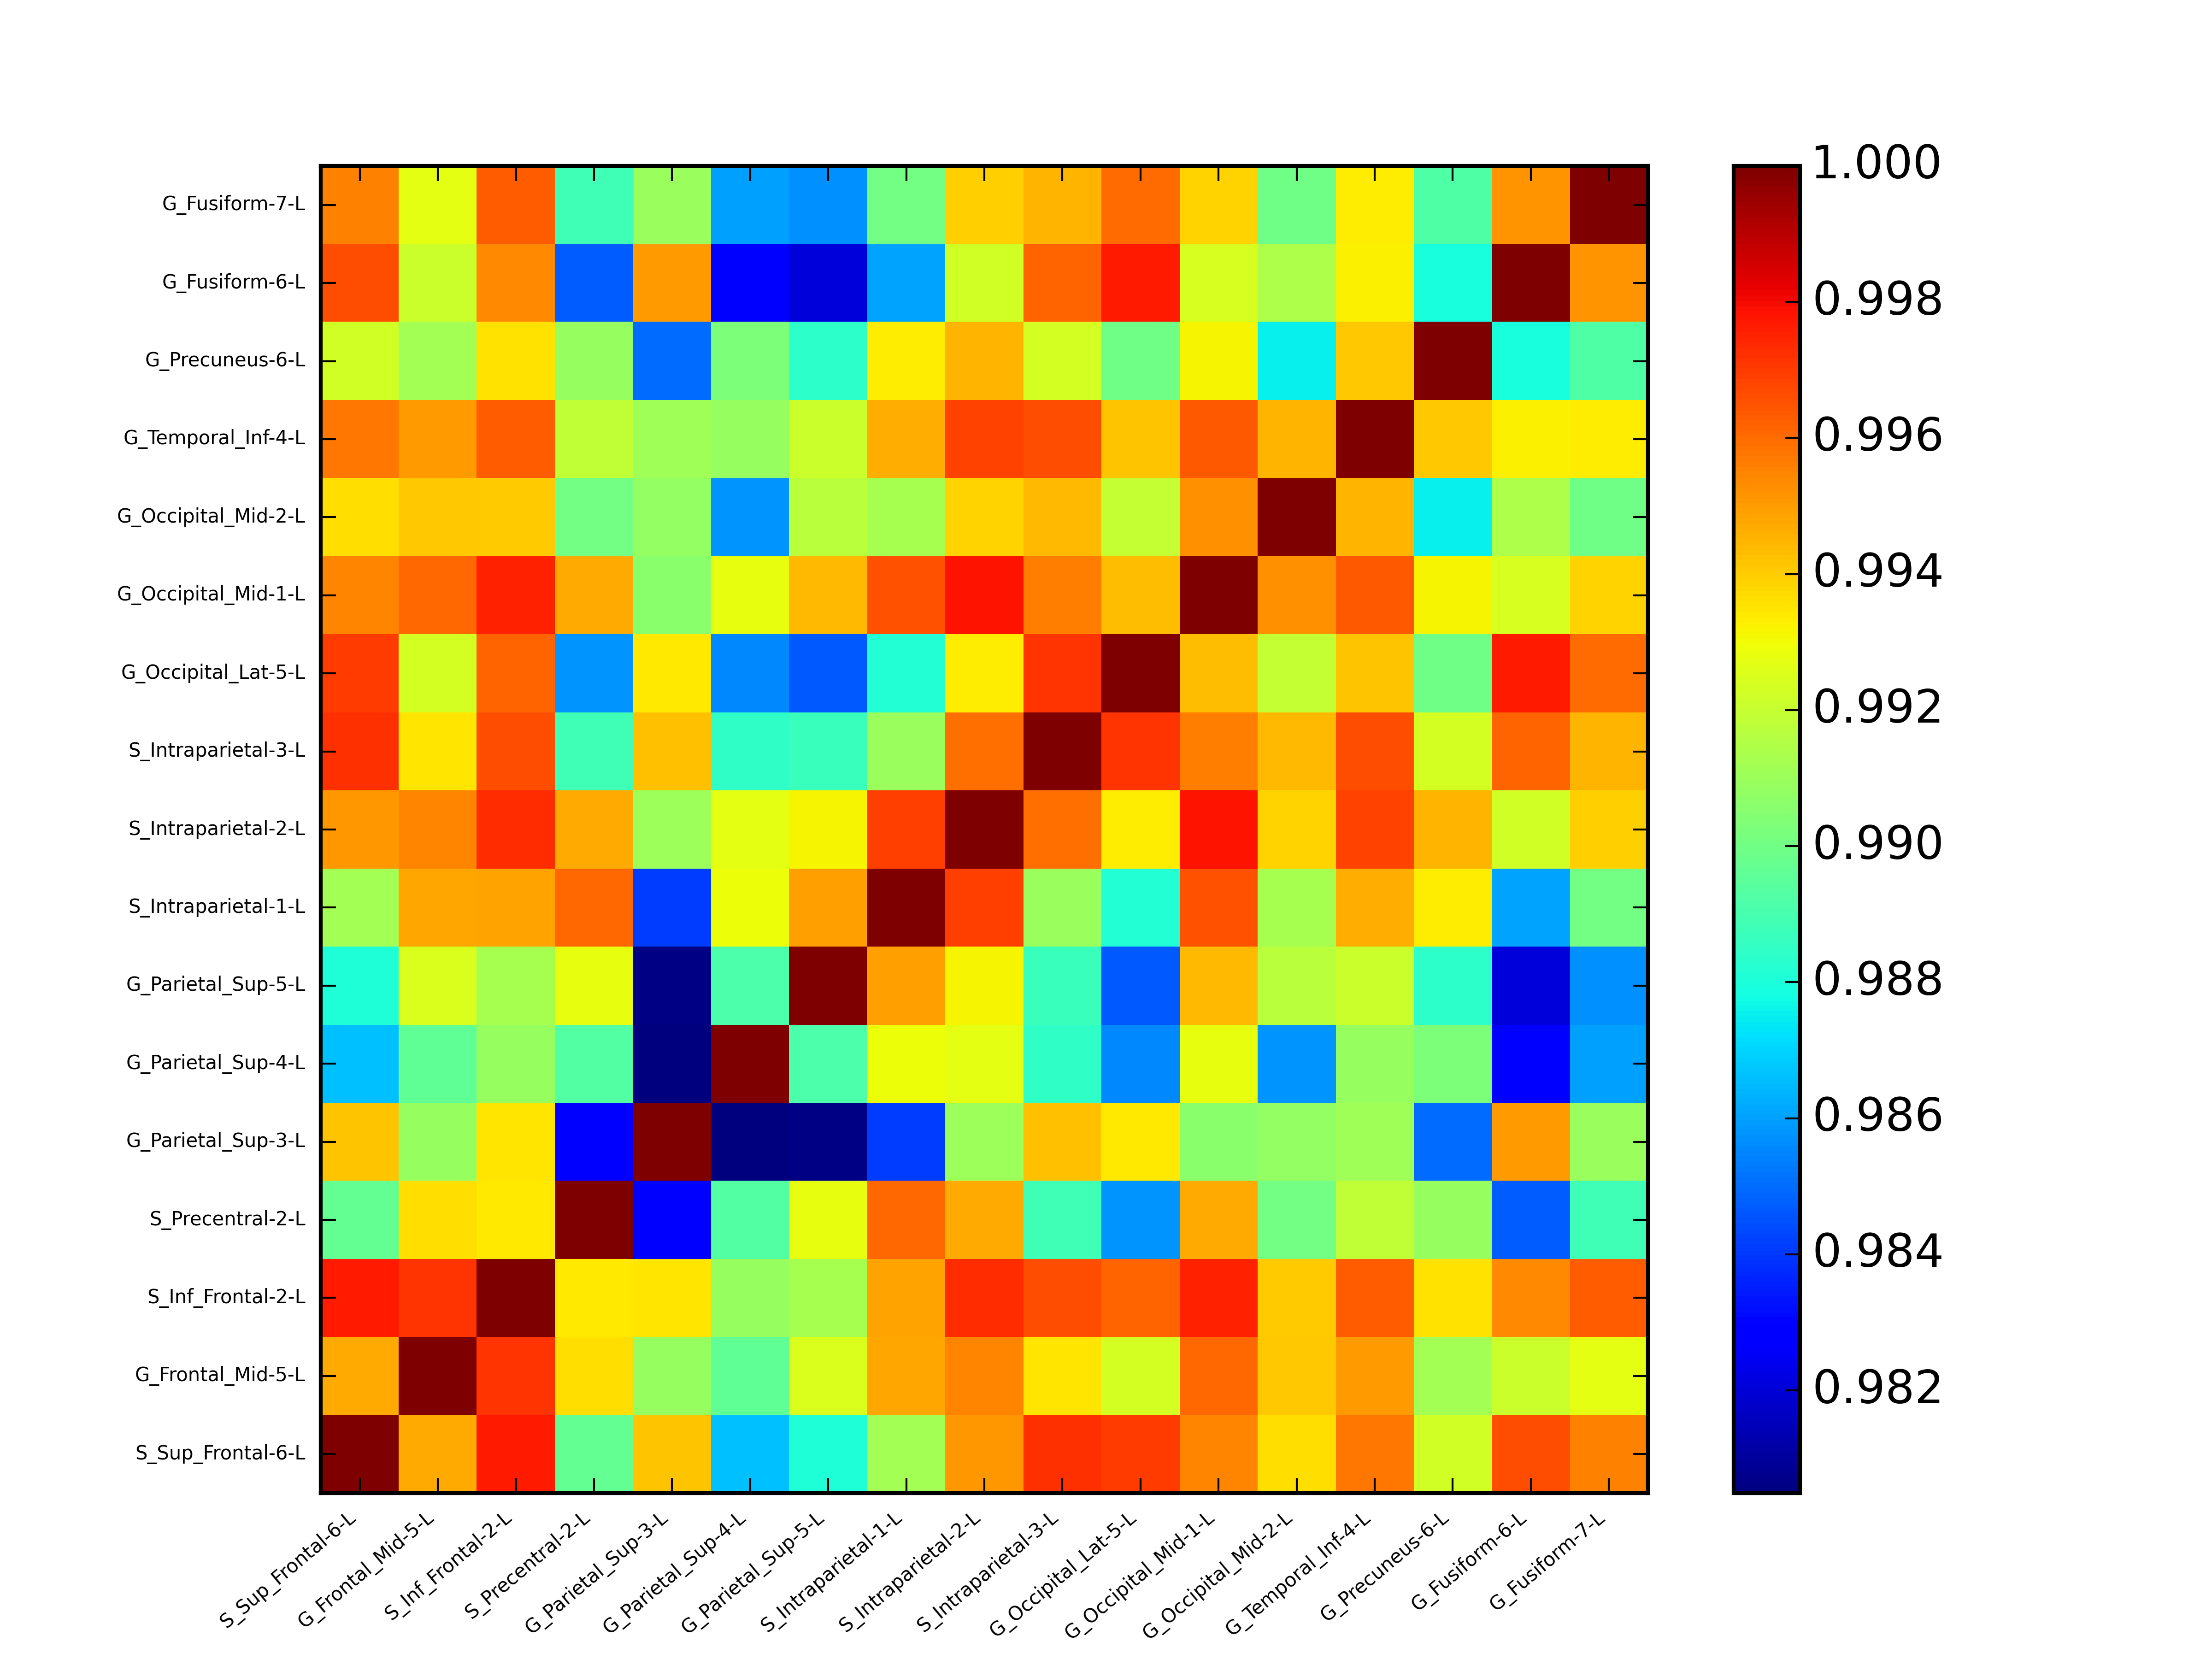 G_Fusiform-7-L
G_Fusiform-6-L
G_Precuneus-6-L
G_Temporal_Inf-4-L
G_Occipital_Mid-2-L
G_Occipital_Mid-1-L
G_Occipital_Lat-5-L
S_Intraparietal-3-L
S_Intraparietal-2-L
S_Intraparietal-1-L
G_Parietal_Sup-5-L
G_Parietal_Sup-4-L
G_Parietal_Sup-3-L
S_Precentral-2-L
S_Inf_Frontal-2-L
G_Frontal_Mid-5-L
S_Sup_Frontal-6-L
S_Sup_Frontal-6-L
G_Frontal_Mid-5-L
S_Inf_Frontal-2-L
S_Precentral-2-L
G_Parietal_Sup-3-L
G_Parietal_Sup-4-L
G_Parietal_Sup-5-L
S_Intraparietal-1-L
S_Intraparietal-2-L
S_Intraparietal-3-L
G_Occipital_Lat-5-L
G_Occipital_Mid-1-L
G_Occipital_Mid-2-L
G_Temporal_Inf-4-L
G_Precuneus-6-L
G_Fusiform-6-L
G_Fusiform-7-L
1.000
0.998
0.996
0.994
0.992
0.990
0.988
0.986
0.984
0.982